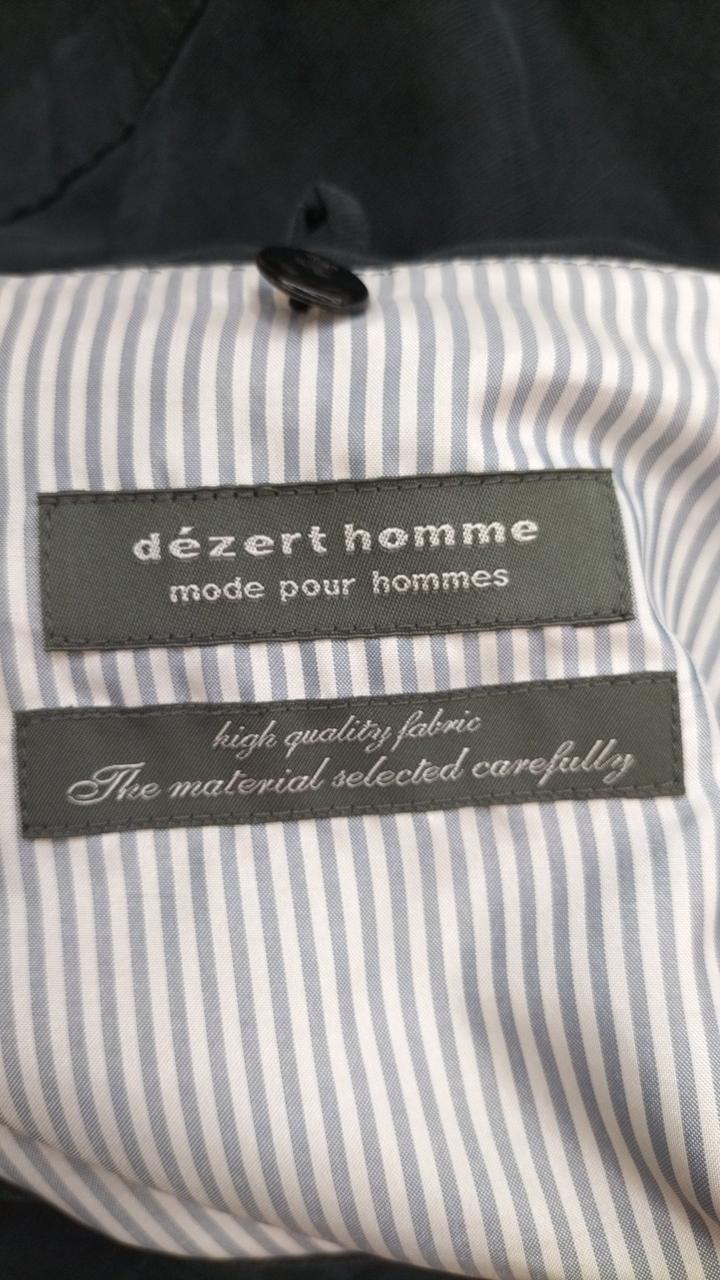 dézert homme
mode pour hommes
high quality fabric
The material selected carefully